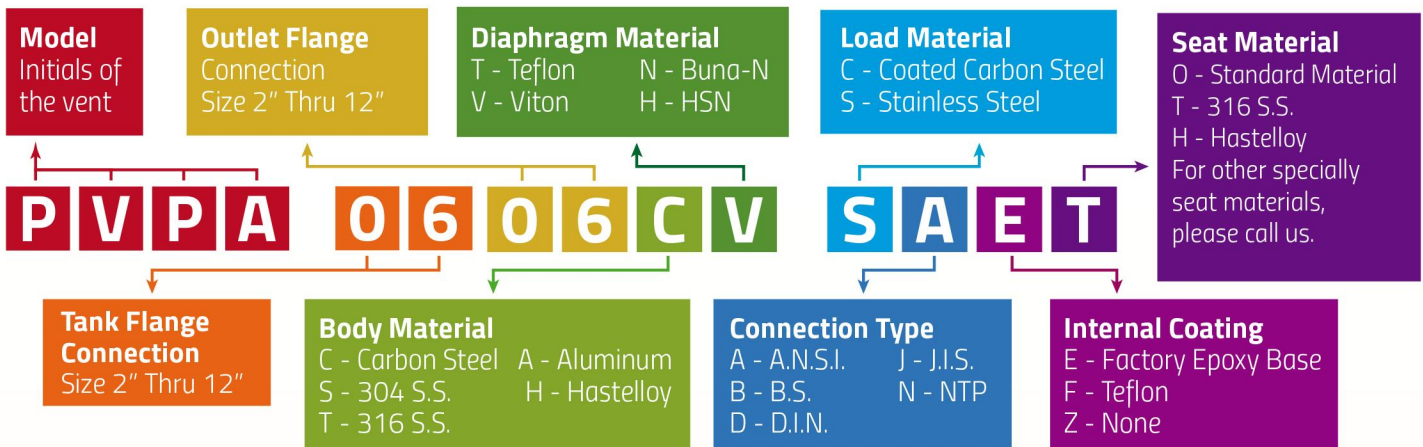 Model
Initials of
the vent
Outlet Flange
Connection
Size 2" Thru 12"
Diaphragm Material
T - Teflon N - Buna-N
V - Viton H - HSN
Load Material
C - Coated Carbon Steel
S - Stainless Steel
Seat Material
O - Standard Material
T - 316 S.S.
H - Hastelloy
For other specially
seat materials,
please call us.
P V P A 0 6 0 6 C V S A E T
Tank Flange
Connection
Size 2" Thru 12"
Body Material
C - Carbon Steel A - Aluminum
S - 304 S.S. H - Hastelloy
T - 316 S.S.
Connection Type
A - A.N.S.I. J - J.I.S.
B - B.S. N - NTP
D - D.I.N.
Internal Coating
E - Factory Epoxy Base
F - Teflon
Z - None